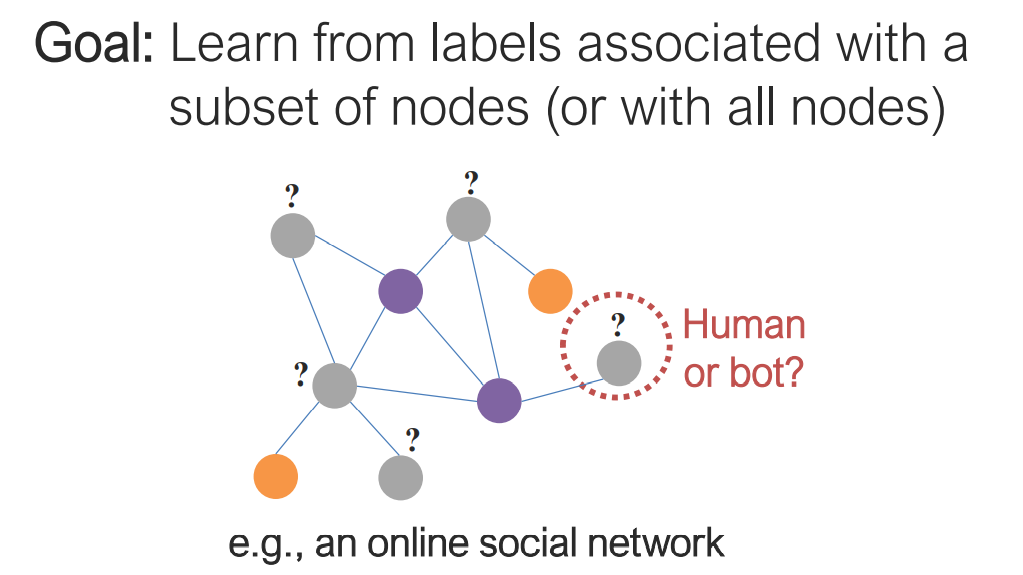 Goal: Learn from labels associated with a
subset of nodes (or with all nodes)
?
?
?
Human
or bot?
?
?
e.g., an online social network